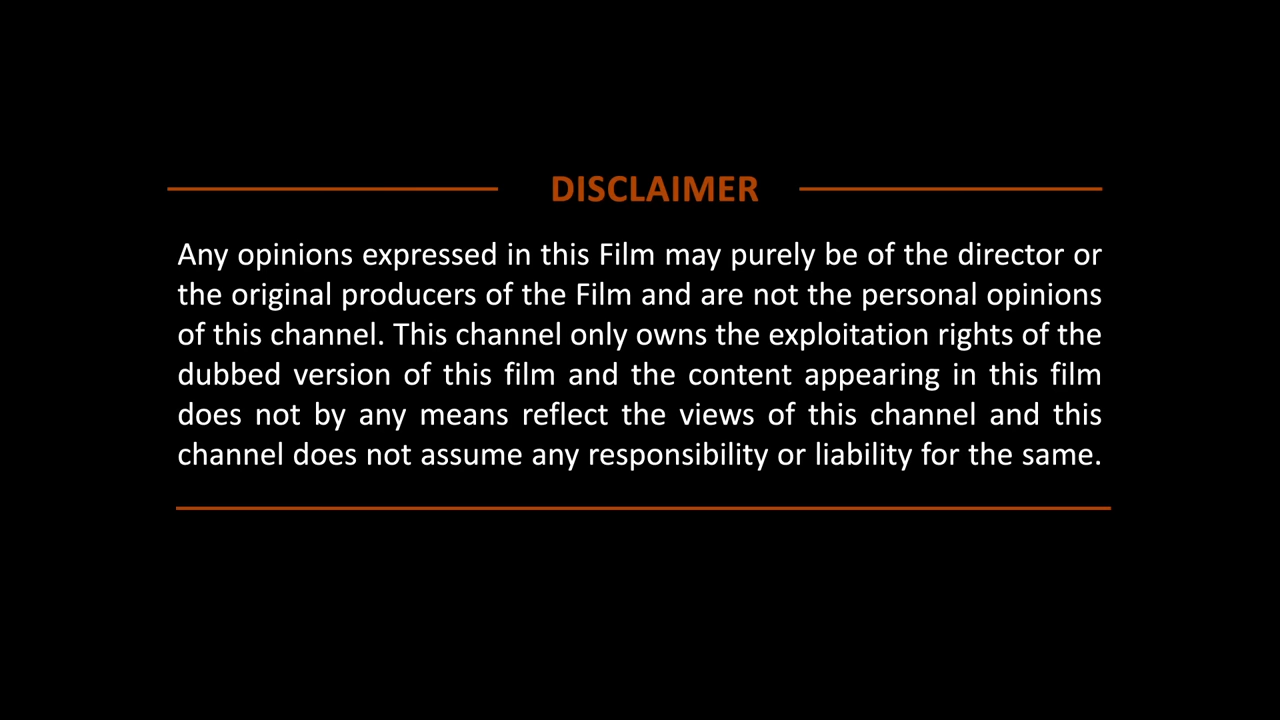 DISCLAIMER
Any opinions expressed in this Film may purely be of the director or
the original producers of the Film and are not the personal opinions
of this channel. This channel only owns the exploitation rights of the
dubbed version of this film and the content appearing in this film
does not by any means reflect the views of this channel and this
channel does not assume any responsibility or liability for the same.